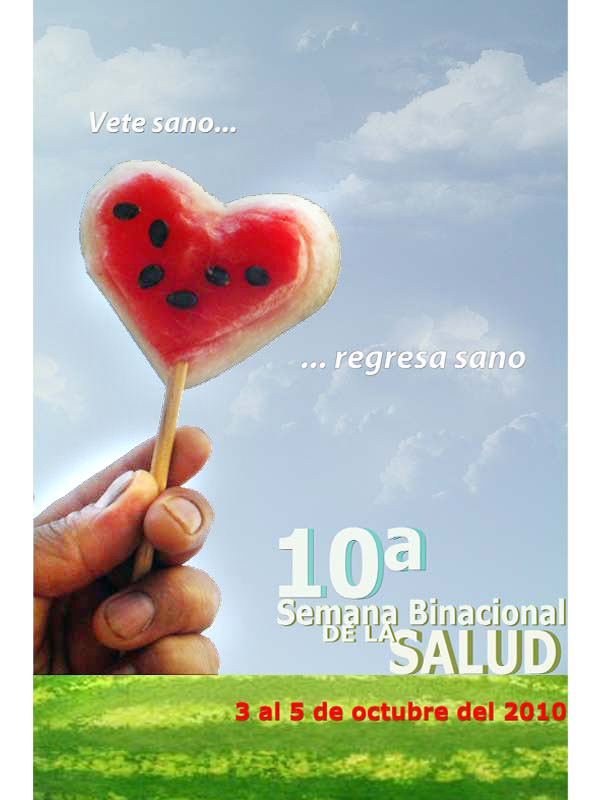 Vete sano...
... regresa sano
10ª
Semana Binacional
DE LA
SALUD
3 al 5 de octubre del 2010